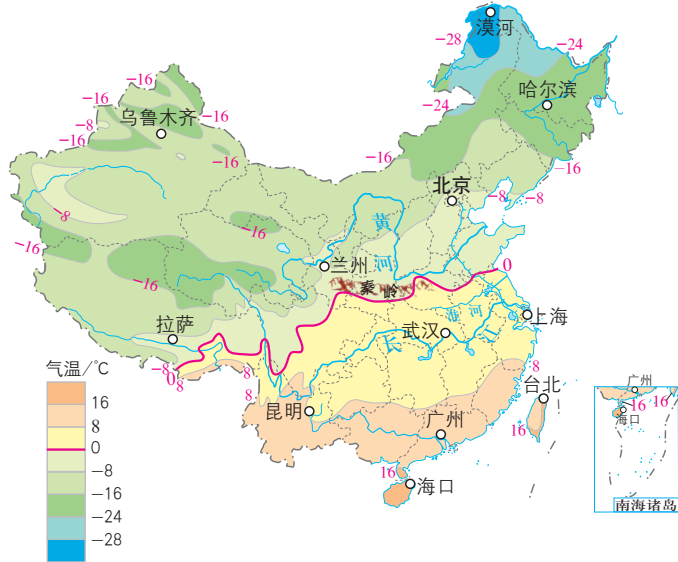 漠河
−28
−24
−16
−16
哈尔滨
−24
乌鲁木齐
−8
−16
−16
−16
−16
−16
北京
−8
−8
−8
黄
河
−16
−16
−16
兰州
0
秦岭
淮河
上海
拉萨
武汉
长
江
−8
0
8
8
8
8
气温/℃
16
8
0
−8
−16
−24
−28
台北
昆明
广州
16
16
海口
广州
16
16
海口
南海诸岛